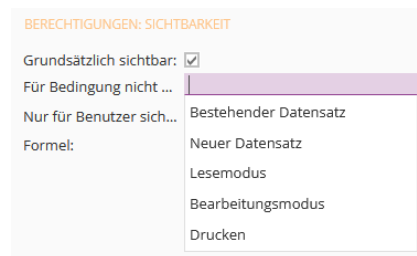 BERECHTIGUNGEN: SICHTBARKEIT
Grundsätzlich sichtbar:
Für Bedingung nicht ...
Nur für Benutzer sich...
Bestehender Datensatz
Formel:
Neuer Datensatz
Lesemodus
Bearbeitungsmodus
Drucken